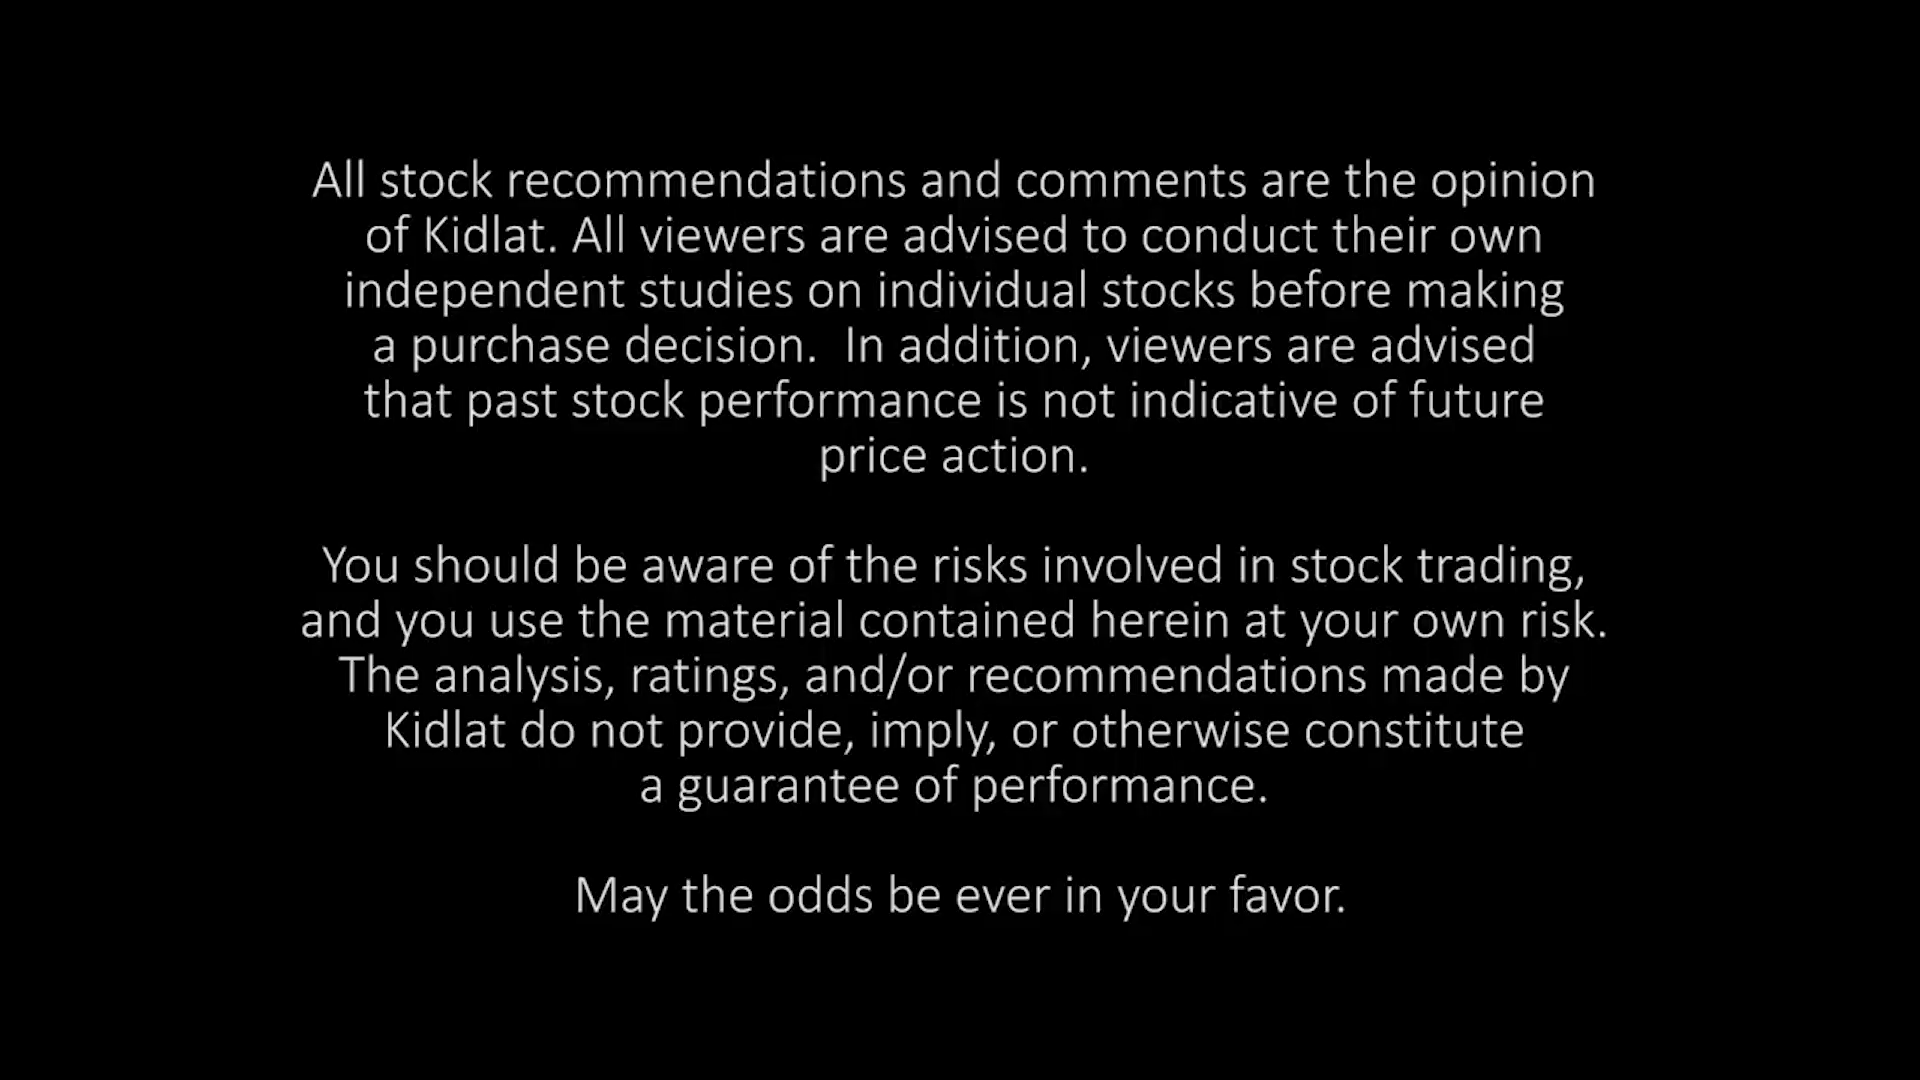 All stock recommendations and comments are the opinion
of Kidlat. All viewers are advised to conduct their own
independent studies on individual stocks before making
a purchase decision.  In addition, viewers are advised
that past stock performance is not indicative of future
price action.
You should be aware of the risks involved in stock trading,
and you use the material contained herein at your own risk.
The analysis, ratings, and/or recommendations made by
Kidlat do not provide, imply, or otherwise constitute
a guarantee of performance.
May the odds be ever in your favor.